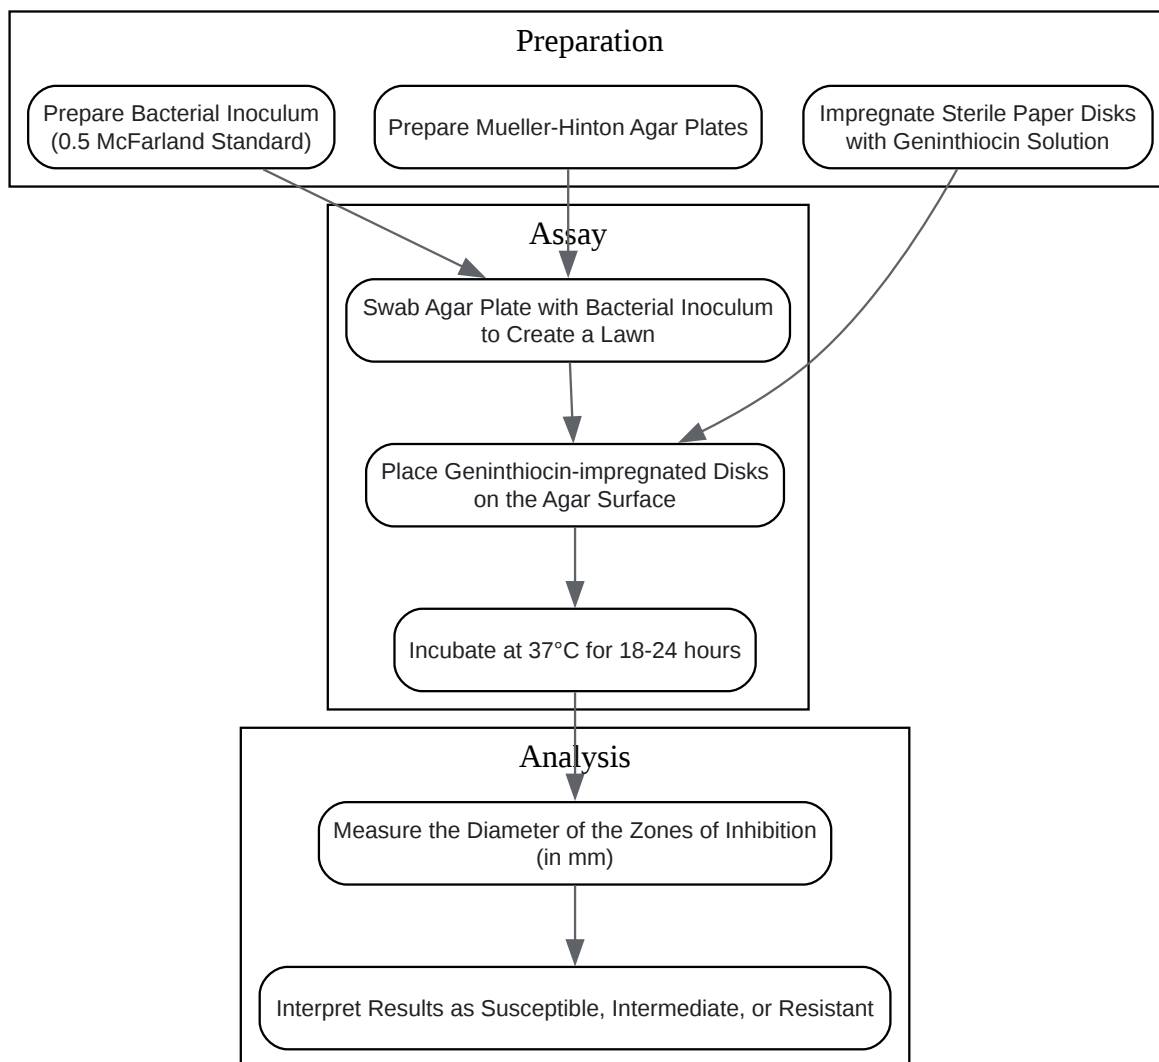 Preparation
Prepare Bacterial Inoculum
(0.5 McFarland Standard)
Prepare Mueller-Hinton Agar Plates
Impregnate Sterile Paper Disks
with Geninthiocin Solution
Assay
Swab Agar Plate with Bacterial Inoculum
to Create a Lawn
Place Geninthiocin-impregnated Disks
on the Agar Surface
Incubate at 37°C for 18-24 hours
Analysis
Measure the Diameter of the Zones of Inhibition
(in mm)
Interpret Results as Susceptible, Intermediate, or Resistant